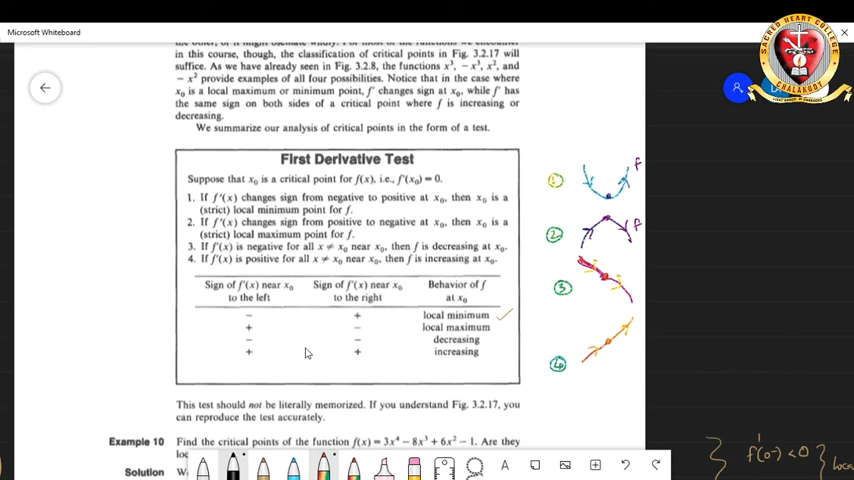 Microsoft Whiteboard
SACRED HEART COLLEGE
CHALAKUDY
in this course, though, the classification of critical points in Fig. 3.2.17 will
suffice. As we have already seen in Fig. 3.2.8, the functions x³, −x³, x², and
− x² provide examples of all four possibilities. Notice that in the case where
x₀ is a local maximum or minimum point, f′ changes sign at x₀, while f′ has
the same sign on both sides of a critical point where f is increasing or
decreasing.
We summarize our analysis of critical points in the form of a test.
First Derivative Test
Suppose that x₀ is a critical point for f(x), i.e., f′(x₀) = 0.
1. If f′(x) changes sign from negative to positive at x₀, then x₀ is a
(strict) local minimum point for f.
2. If f′(x) changes sign from positive to negative at x₀, then x₀ is a
(strict) local maximum point for f.
3. If f′(x) is negative for all x ≠ x₀ near x₀, then f is decreasing at x₀.
4. If f′(x) is positive for all x ≠ x₀ near x₀, then f is increasing at x₀.
Sign of f′(x) near x₀ Sign of f′(x) near x₀ Behavior of f
to the left to the right at x₀
− + local minimum
+ − local maximum
− − decreasing
+ + increasing
1 f
2 f
3
4
This test should not be literally memorized. If you understand Fig. 3.2.17, you
can reproduce the test accurately.
Example 10 Find the critical points of the function f(x) = 3x⁴ − 8x³ + 6x² − 1. Are they
Solution
f′(0−) < 0